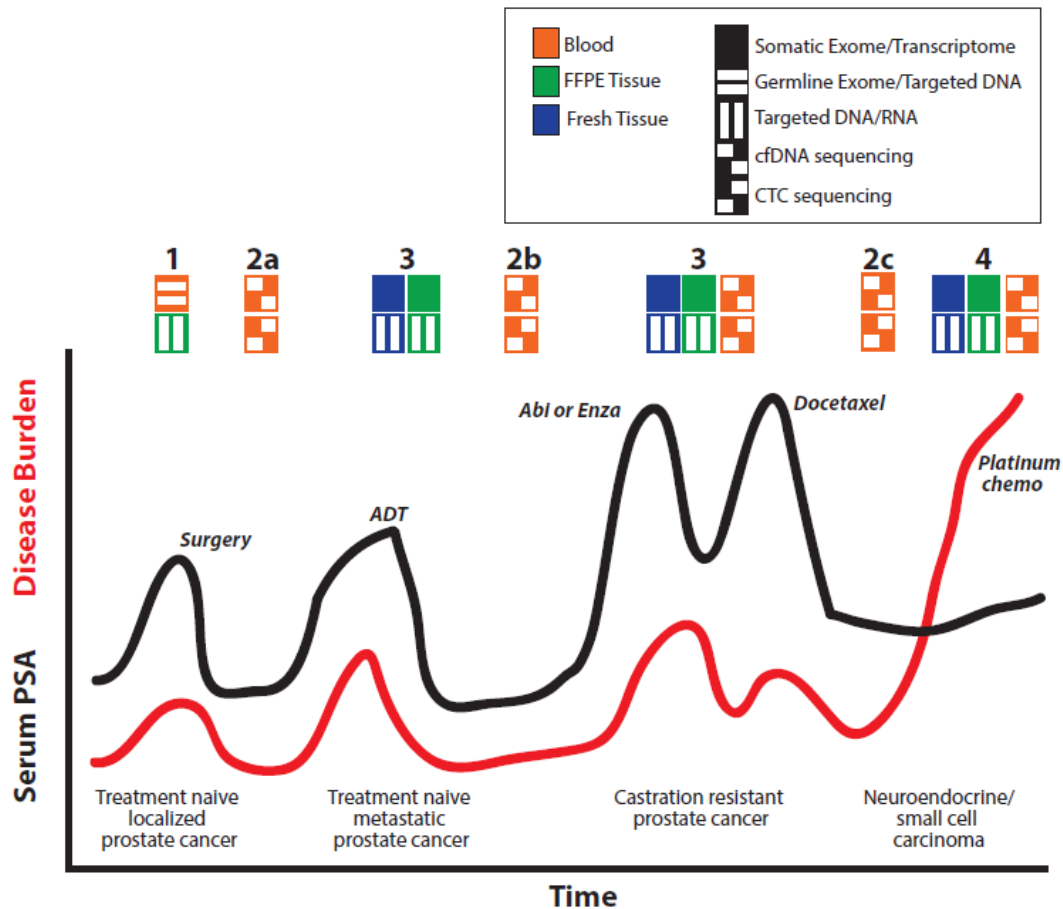 Blood
FFPE Tissue
Fresh Tissue
Somatic Exome/Transcriptome
Germline Exome/Targeted DNA
Targeted DNA/RNA
cfDNA sequencing
CTC sequencing
1
2a
3
2b
3
2c
4
Disease Burden
Serum PSA
Surgery
ADT
Abi or Enza
Docetaxel
Platinum
chemo
Treatment naive
localized
prostate cancer
Treatment naive
metastatic
prostate cancer
Castration resistant
prostate cancer
Neuroendocrine/
small cell
carcinoma
Time